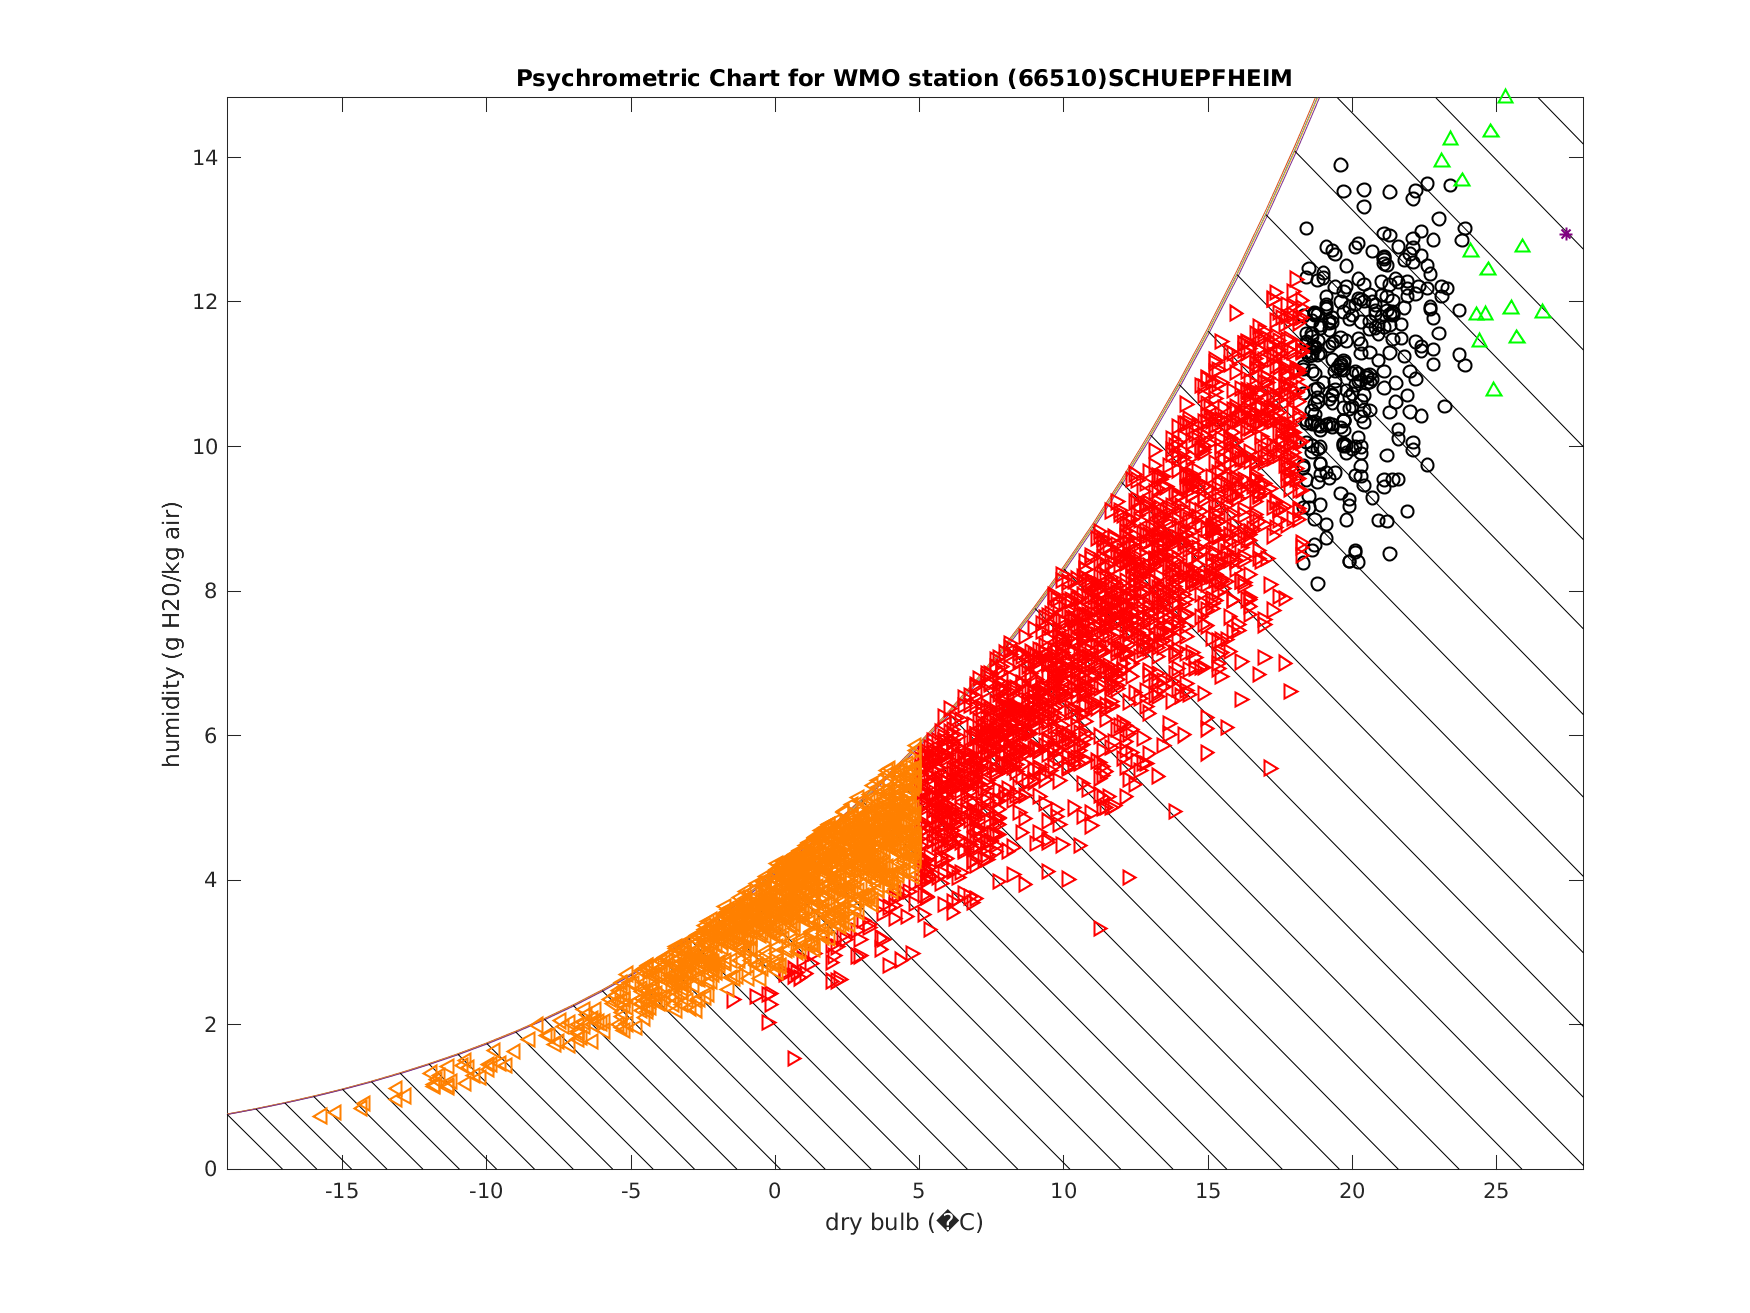 Psychrometric Chart for WMO station (66510)SCHUEPFHEIM
humidity (g H20/kg air)
14
12
10
8
6
4
2
0
-15 -10 -5 0 5 10 15 20 25
dry bulb (�C)